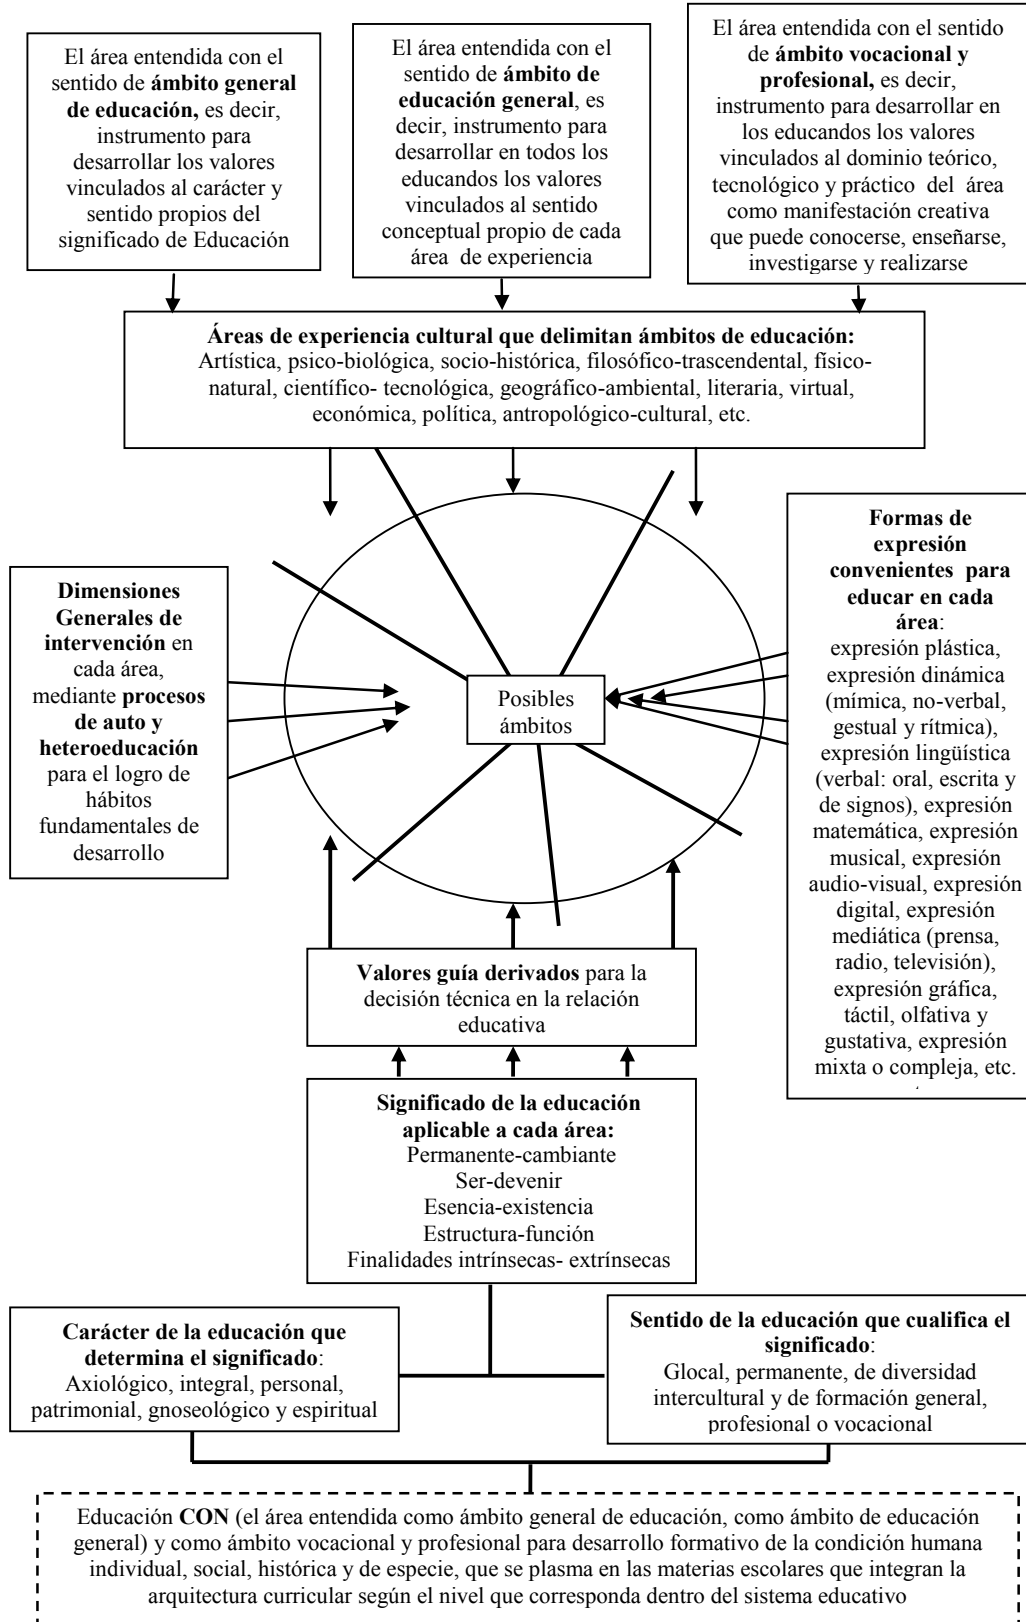 El área entendida con el
sentido de ámbito general
de educación, es decir,
instrumento para
desarrollar los valores
vinculados al carácter y
sentido propios del
significado de Educación
El área entendida con el
sentido de ámbito de
educación general, es
decir, instrumento para
desarrollar en todos los
educandos los valores
vinculados al sentido
conceptual propio de cada
área de experiencia
El área entendida con el sentido
de ámbito vocacional y
profesional, es decir,
instrumento para desarrollar en
los educandos los valores
vinculados al dominio teórico,
tecnológico y práctico del área
como manifestación creativa
que puede conocerse, enseñarse,
investigarse y realizarse
Áreas de experiencia cultural que delimitan ámbitos de educación:
Artística, psico-biológica, socio-histórica, filosófico-trascendental, físico-
natural, científico- tecnológica, geográfico-ambiental, literaria, virtual,
económica, política, antropológico-cultural, etc.
Dimensiones
Generales de
intervención en
cada área,
mediante procesos
de auto y
heteroeducación
para el logro de
hábitos
fundamentales de
desarrollo
Posibles
ámbitos
Formas de
expresión
convenientes para
educar en cada
área:
expresión plástica,
expresión dinámica
(mímica, no-verbal,
gestual y rítmica),
expresión lingüística
(verbal: oral, escrita y
de signos), expresión
matemática, expresión
musical, expresión
audio-visual, expresión
digital, expresión
mediática (prensa,
radio, televisión),
expresión gráfica,
táctil, olfativa y
gustativa, expresión
mixta o compleja, etc.
Valores guía derivados para la
decisión técnica en la relación
educativa
Significado de la educación
aplicable a cada área:
Permanente-cambiante
Ser-devenir
Esencia-existencia
Estructura-función
Finalidades intrínsecas- extrínsecas
Carácter de la educación que
determina el significado:
Axiológico, integral, personal,
patrimonial, gnoseológico y espiritual
Sentido de la educación que cualifica el
significado:
Glocal, permanente, de diversidad
intercultural y de formación general,
profesional o vocacional
Educación CON (el área entendida como ámbito general de educación, como ámbito de educación
general) y como ámbito vocacional y profesional para desarrollo formativo de la condición humana
individual, social, histórica y de especie, que se plasma en las materias escolares que integran la
arquitectura curricular según el nivel que corresponda dentro del sistema educativo